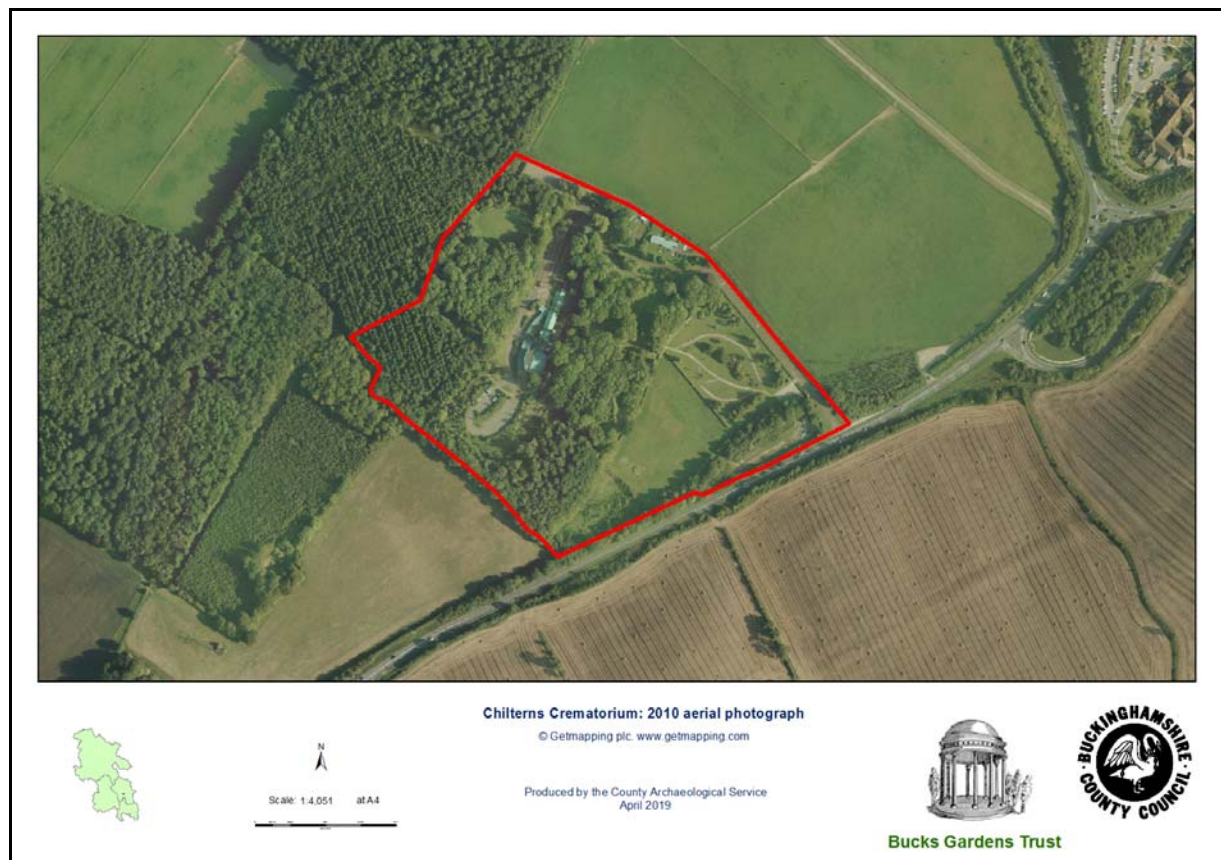 Chilterns Crematorium: 2010 aerial photograph
© Getmapping plc. www.getmapping.com
N
Scale: 1:4,051 at A4
Produced by the County Archaeological Service
April 2019
Bucks Gardens Trust
BUCKINGHAMSHIRE
COUNTY COUNCIL